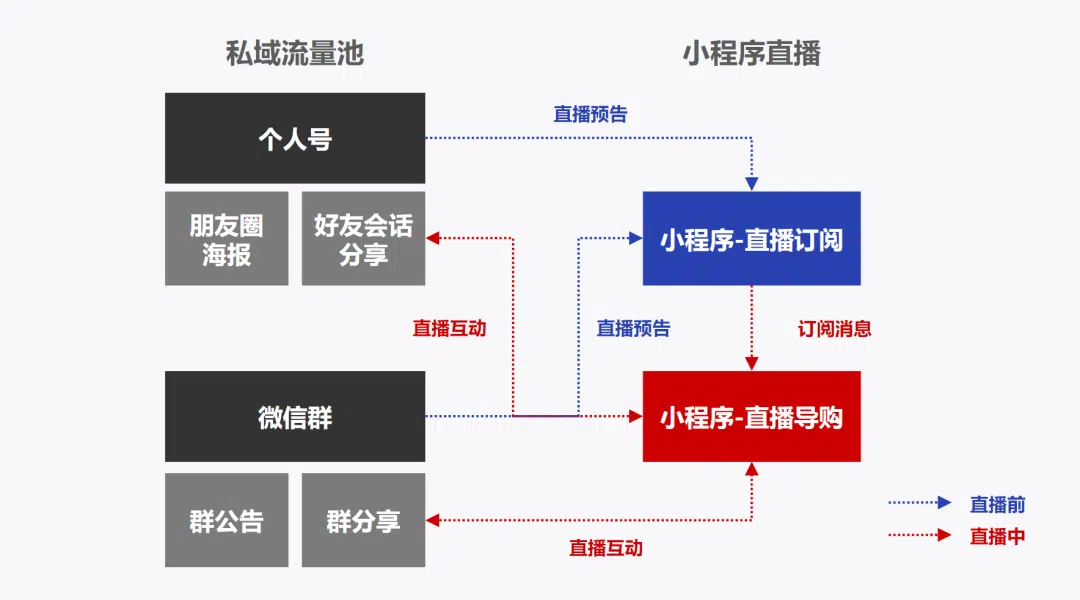 私域流量池
小程序直播
个人号
直播预告
朋友圈
海报
好友会话
分享
小程序-直播订阅
直播互动
直播预告
订阅消息
微信群
小程序-直播导购
群公告
群分享
直播互动
直播前
直播中